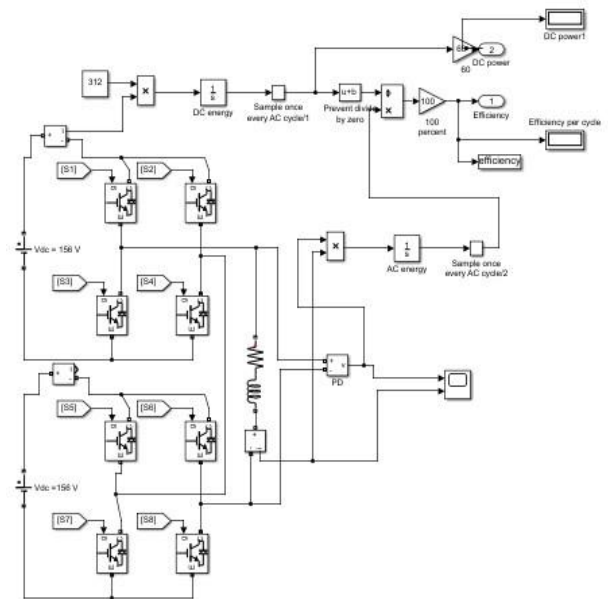 DC power1
2
DC power
60
312
×
1
s
DC energy
Sample once
every AC cycle/1
u+b
Prevent divide
by zero
×
100
100
percent
1
Efficiency
Efficiency per cycle
efficiency
[S1]
[S2]
Vdc = 156 V
[S3]
[S4]
×
1
s
AC energy
Sample once
every AC cycle/2
PD
[S5]
[S6]
Vdc =156 V
[S7]
[S8]